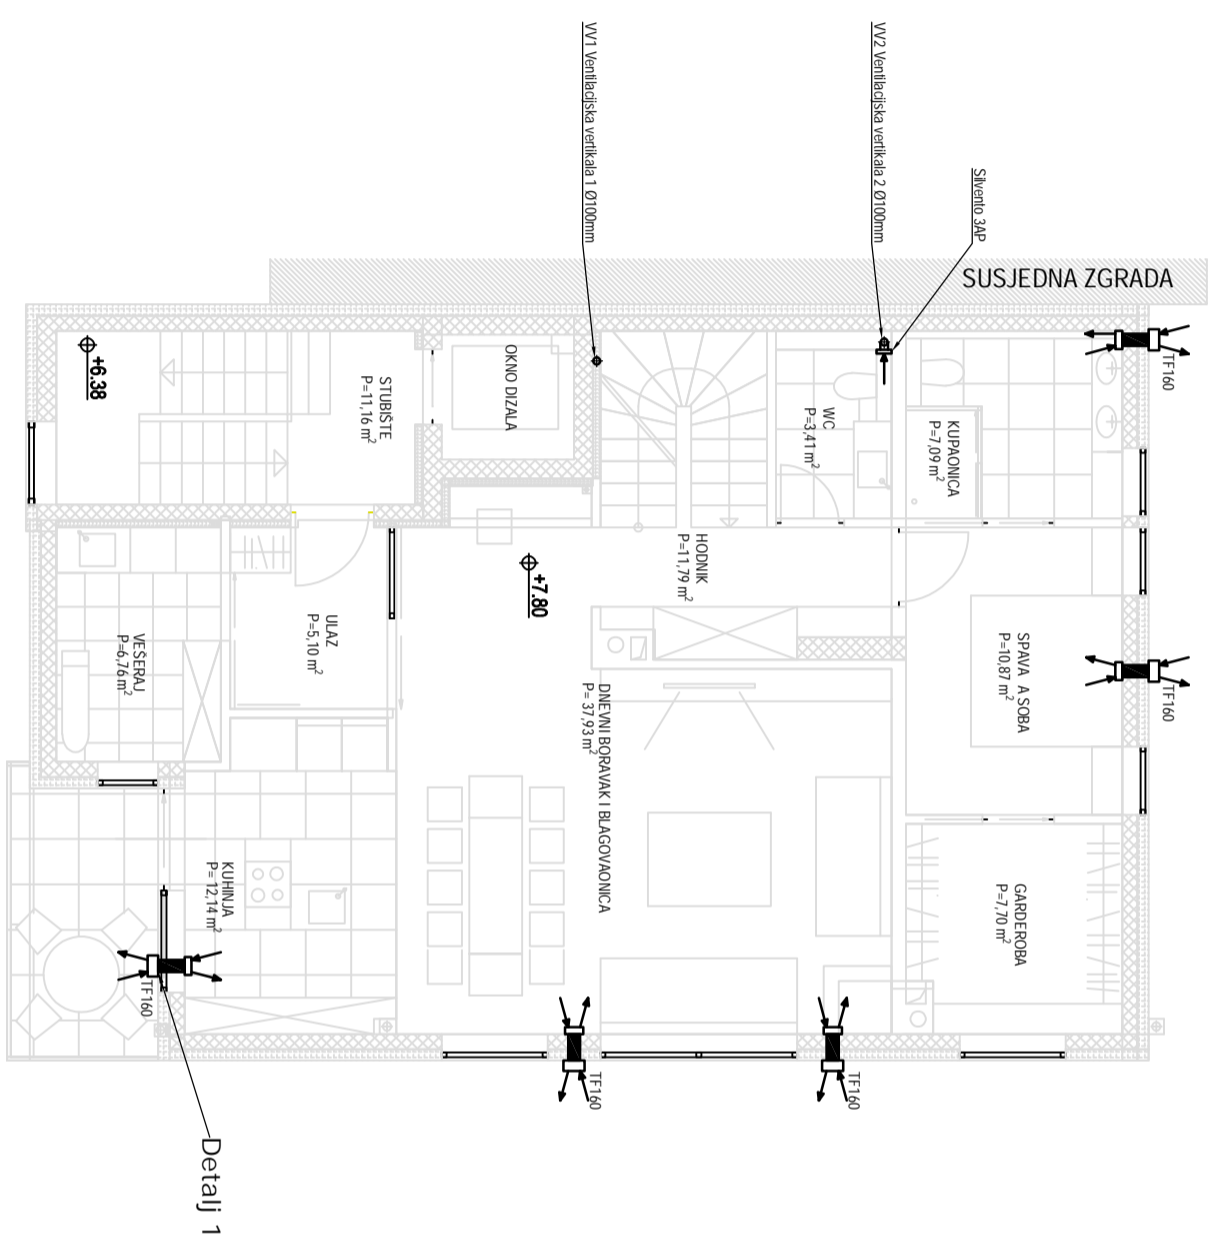 VV1 Ventilacijska vertikala 1 Ø100mm
VV2 Ventilacijska vertikala 2 Ø100mm
Silvento 3AP
SUSJEDNA ZGRADA
TF160
+6.38
STUBIŠTE
P=11,16 m²
OKNO DIZALA
WC
P=3,41 m²
KUPAONICA
P=7,09 m²
HODNIK
P=11,79 m²
+7.80
ULAZ
P=5,10 m²
VEŠERAJ
P=6,76 m²
SPAVA A SOBA
P=10,87 m²
TF160
DNEVNI BORAVAK I BLAGOVAONICA
P= 37,93 m²
KUHINJA
P= 12,14 m²
GARDEROBA
P=7,70 m²
TF160
TF160
TF160
Detalj 1